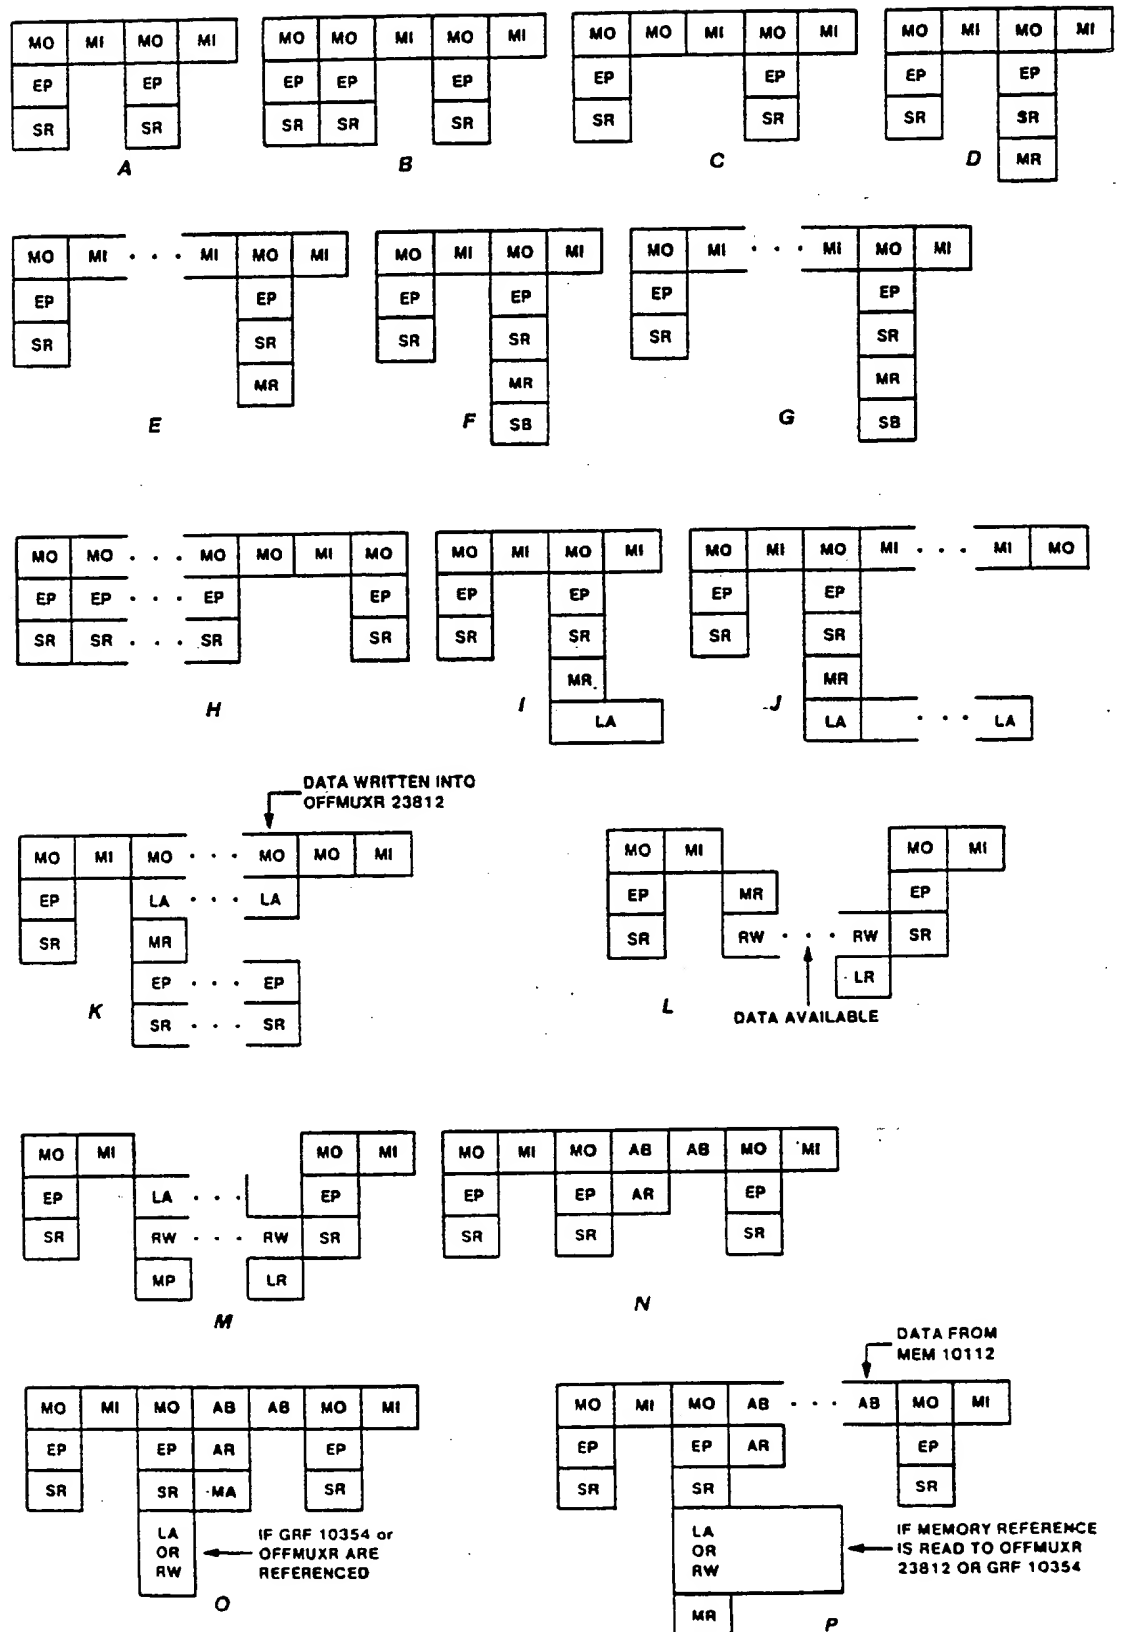 MO MI MO MI
EP EP
SR SR
A
MO MO MI MO MI
EP EP EP
SR SR SR
B
MO MO MI MO MI
EP EP
SR SR
C
MO MI MO MI
EP EP
SR SR
MR
D
MO MI · · · MI MO MI
EP EP
SR SR
MR
E
MO MI MO MI
EP EP
SR SR
MR
SB
F
MO MI · · · MI MO MI
EP EP
SR SR
MR
SB
G
MO MO · · · MO MO MI MO
EP EP · · · EP EP
SR SR · · · SR SR
H
MO MI MO MI
EP EP
SR SR
MR
LA
I
MO MI MO MI · · · MI MO
EP EP
SR SR
MR
LA · · · LA
J
DATA WRITTEN INTO
OFFMUXR 23812
MO MI MO · · · MO MO MI
EP LA · · · LA
SR MR
EP · · · EP
SR · · · SR
K
MO MI MO MI
EP MR EP
SR RW · · · RW SR
LR
DATA AVAILABLE
L
MO MI MO MI
EP LA · · · EP
SR RW · · · RW SR
MP LR
M
MO MI MO AB AB MO MI
EP EP AR EP
SR SR SR
N
MO MI MO AB AB MO MI
EP EP AR EP
SR SR MA SR
LA
OR
RW
IF GRF 10354 or
OFFMUXR ARE
REFERENCED
O
DATA FROM
MEM 10112
MO MI MO AB · · · AB MO MI
EP EP AR EP
SR SR SR
LA
OR
RW
IF MEMORY REFERENCE
IS READ TO OFFMUXR
23812 OR GRF 10354
MR
P